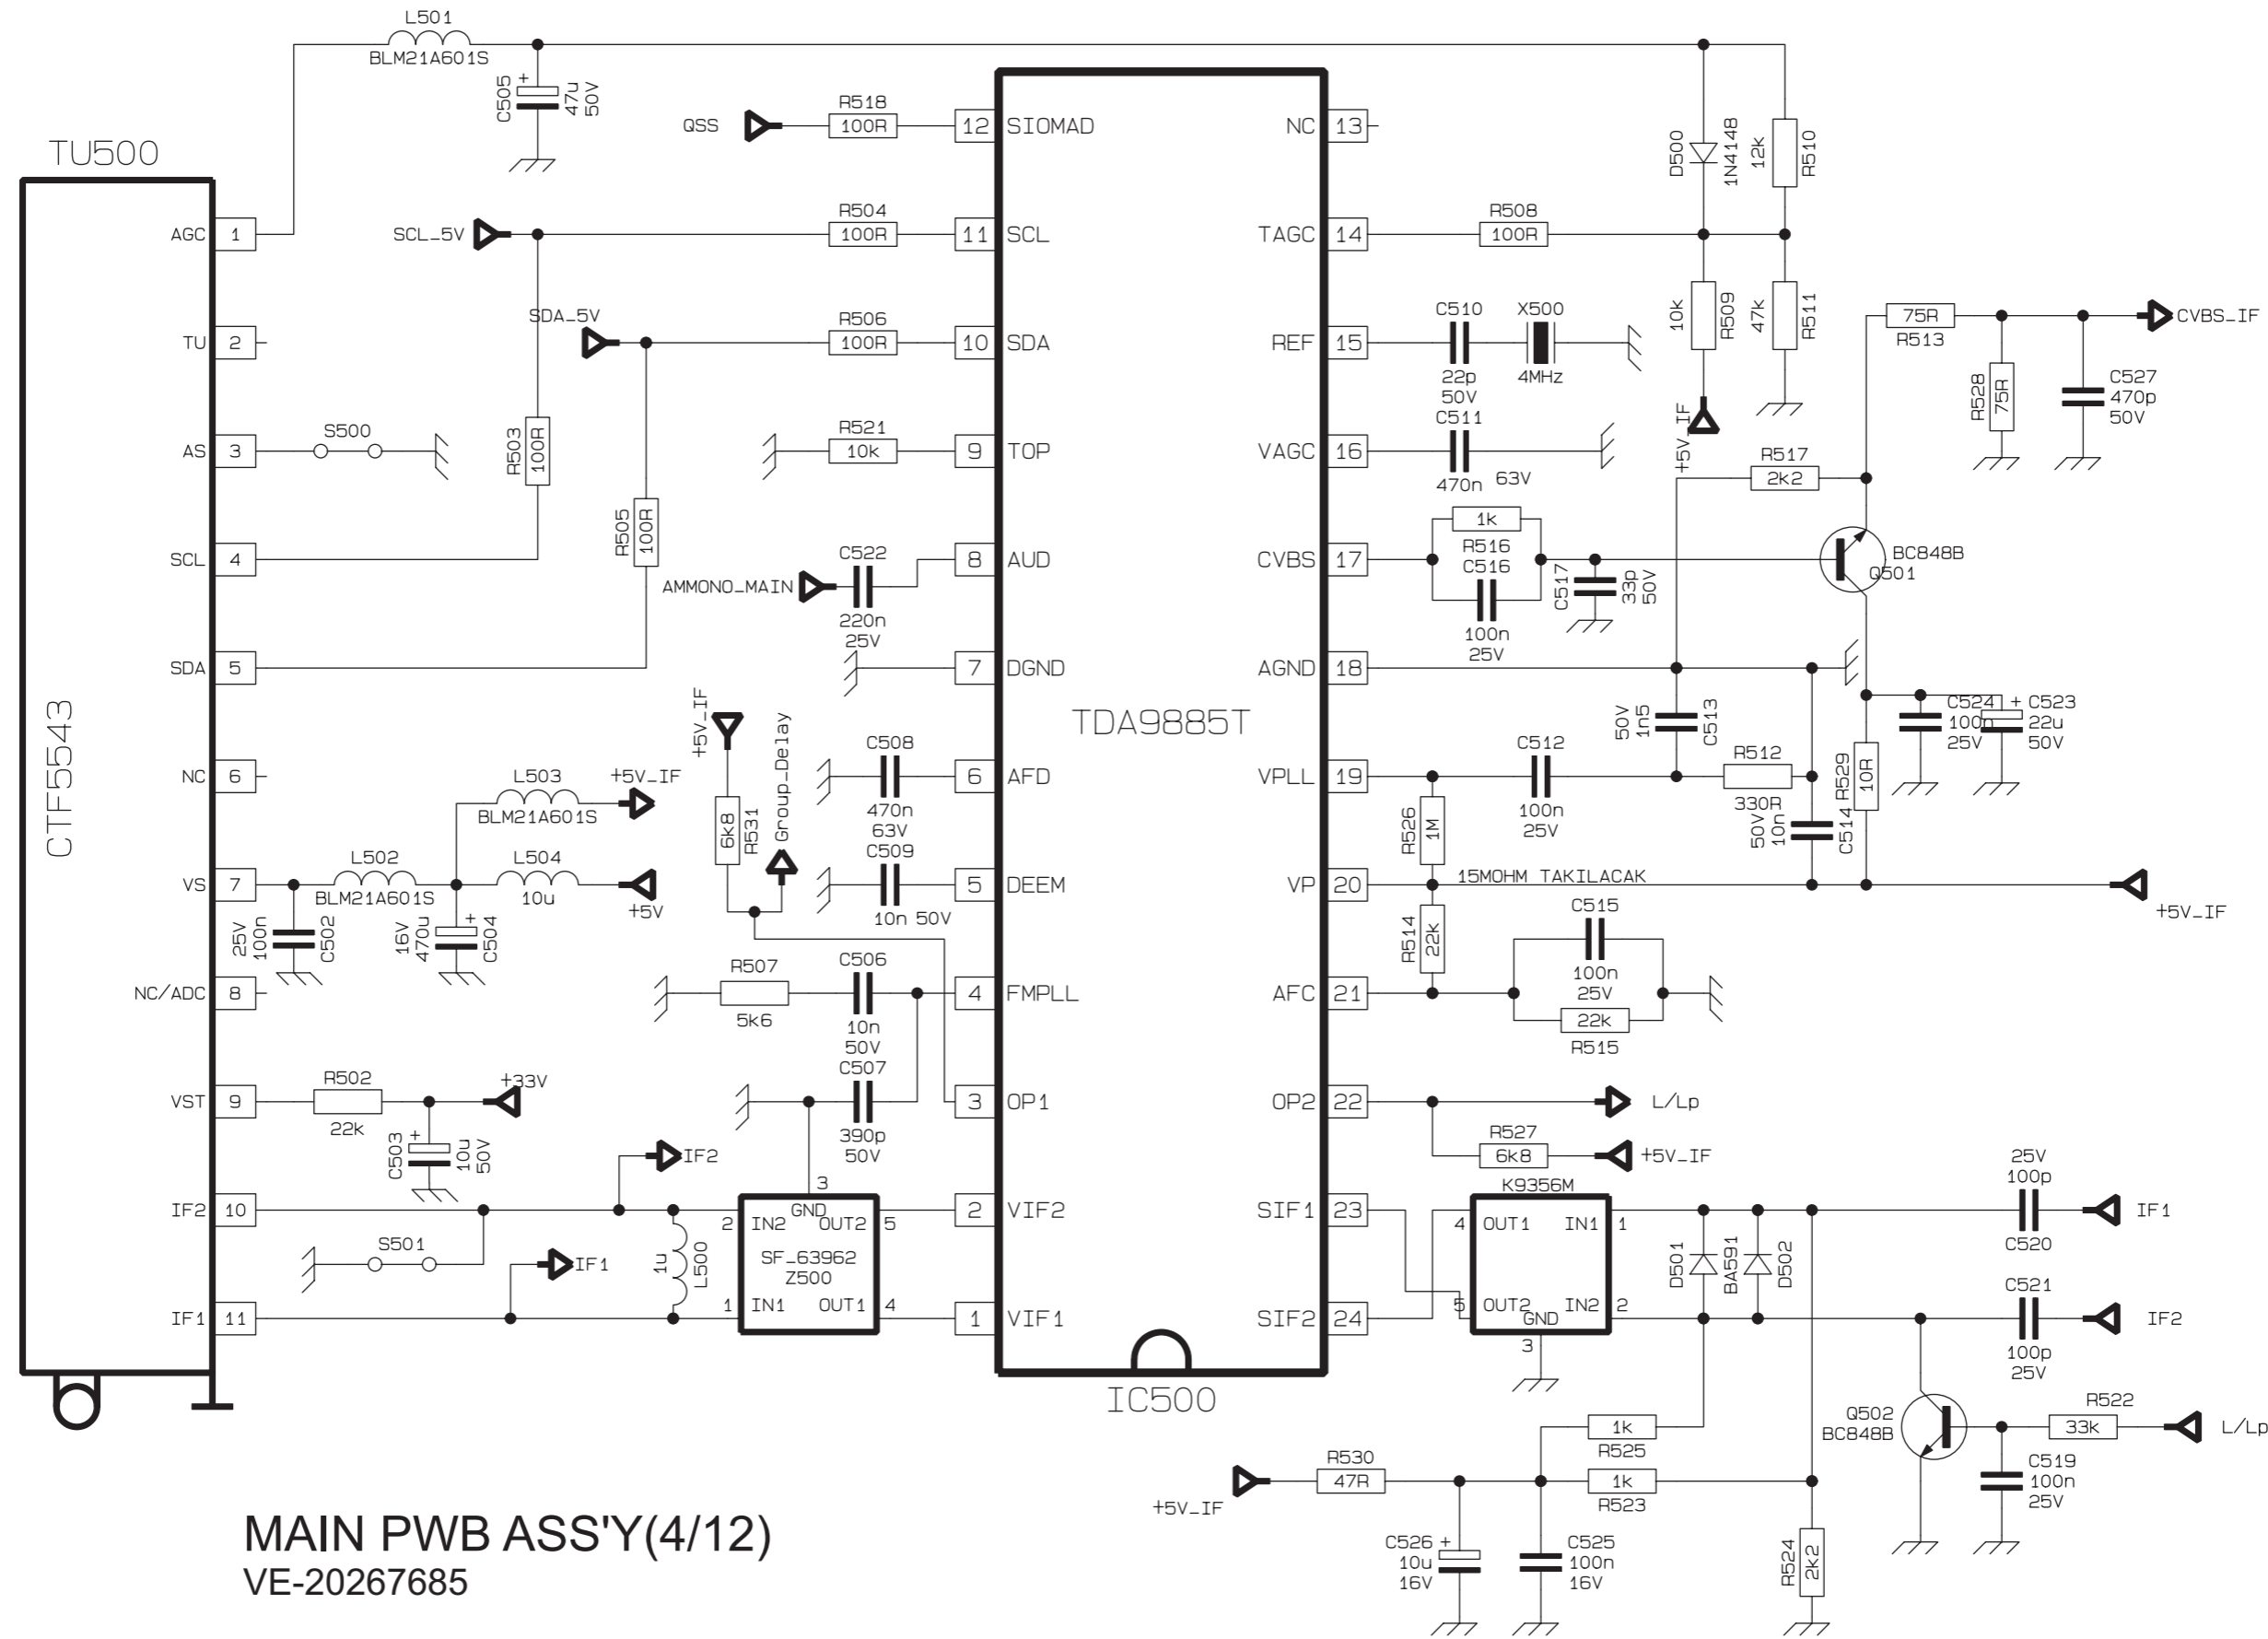 L501
BLM21A601S
C505
+
47u
50V
TU500
CTF5543
AGC 1
TU 2
AS 3
SCL 4
SDA 5
NC 6
VS 7
NC/ADC 8
VST 9
IF2 10
IF1 11
QSS
R518
100R
SCL_5V
R504
100R
SDA_5V
R506
100R
S500
R503
100R
R505
100R
R521
10k
AMMONO_MAIN
C522
220n
25V
+5V_IF
6k8
R531
Group_Delay
C508
470n
63V
C509
10n 50V
L503
BLM21A601S
+5V_IF
L502
BLM21A601S
L504
10u
+5V
25V
100n
C502
16V
470u
+
C504
R507
5k6
C506
10n
50V
C507
390p
50V
R502
22k
+33V
C503
+
10u
50V
IF2
S501
IF1
1u
L500
3
GND
2 IN2 OUT2 5
SF_63962
Z500
1 IN1 OUT1 4
12 SIOMAD
11 SCL
10 SDA
9 TOP
8 AUD
7 DGND
6 AFD
5 DEEM
4 FMPLL
3 OP1
2 VIF2
1 VIF1
TDA9885T
IC500
NC 13
TAGC 14
REF 15
VAGC 16
CVBS 17
AGND 18
VPLL 19
VP 20
AFC 21
OP2 22
SIF1 23
SIF2 24
D500
1N4148
12k
R510
R508
100R
10k
R509
47k
R511
+5V_IF
C510
22p
50V
X500
4MHz
C511
470n 63V
75R
R513
CVBS_IF
R528
75R
C527
470p
50V
R517
2k2
1k
R516
C516
100n
25V
C517
33p
50V
BC848B
Q501
50V
1n5
C513
C512
100n
25V
R512
330R
50V
10n
C514
R529
10R
C524
100n
25V
+ C523
22u
50V
R526
1M
15MOHM TAKILACAK
+5V_IF
R514
22k
C515
100n
25V
22k
R515
L/Lp
R527
6k8
+5V_IF
K9356M
4 OUT1 IN1 1
5 OUT2 IN2 2
GND
3
D501
BA591
D502
25V
100p
C520
IF1
C521
100p
25V
IF2
Q502
BC848B
R522
33k
L/Lp
C519
100n
25V
1k
R525
R530
47R
+5V_IF
1k
R523
C526 +
10u
16V
C525
100n
16V
R524
2k2
MAIN PWB ASS'Y(4/12)
VE-20267685